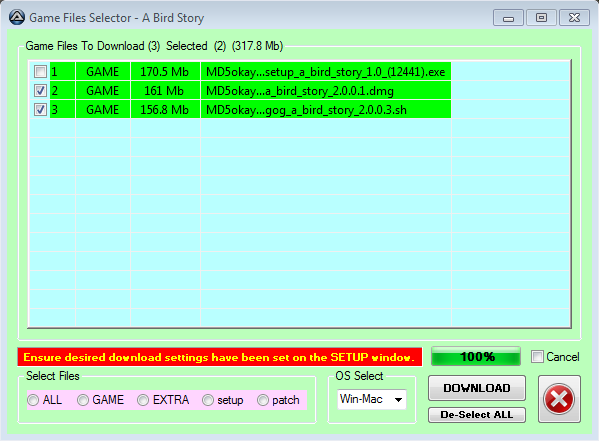 Game Files Selector - A Bird Story
Game Files To Download (3) Selected (2) (317.8 Mb)
1 GAME 170.5 Mb MD5okay...setup_a_bird_story_1.0_(12441).exe
2 GAME 161 Mb MD5okay...a_bird_story_2.0.0.1.dmg
3 GAME 156.8 Mb MD5okay...gog_a_bird_story_2.0.0.3.sh
Ensure desired download settings have been set on the SETUP window.
100%
Cancel
Select Files
ALL GAME EXTRA setup patch
OS Select
Win-Mac
DOWNLOAD
De-Select ALL